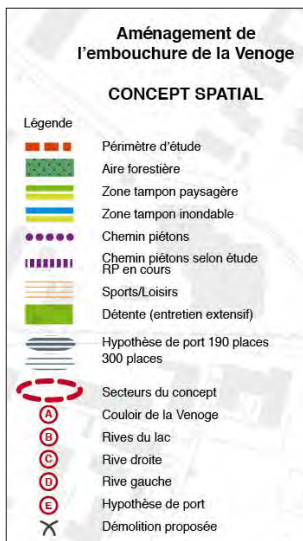 Aménagement de
l'embouchure de la Venoge
CONCEPT SPATIAL
Légende
Périmètre d'étude
Aire forestière
Zone tampon paysagère
Zone tampon inondable
Chemin piétons
Chemin piétons selon étude
RP en cours
Sports/Loisirs
Détente (entretien extensif)
Hypothèse de port 190 places
300 places
Secteurs du concept
A Couloir de la Venoge
B Rives du lac
C Rive droite
D Rive gauche
E Hypothèse de port
Démolition proposée